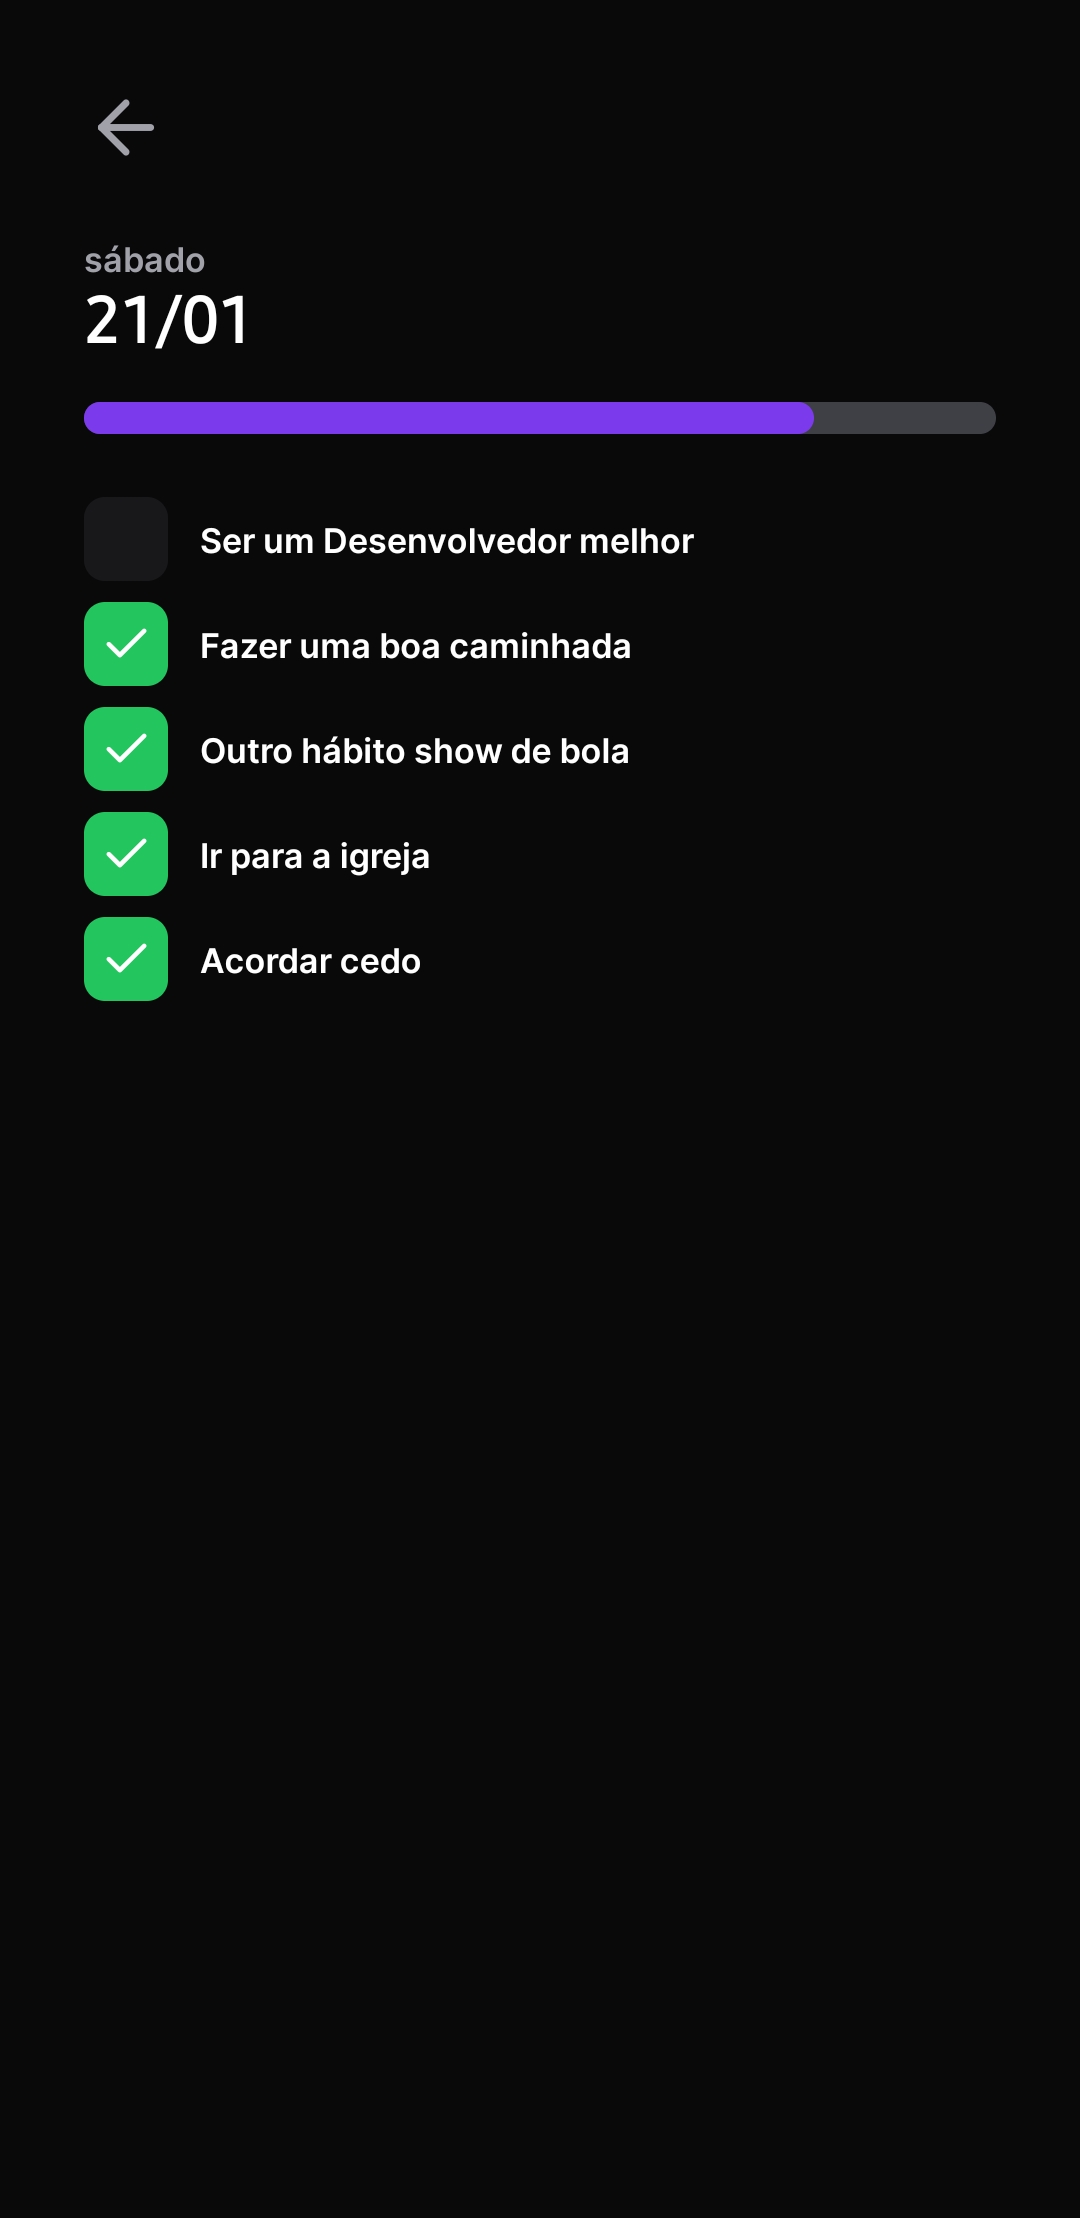 sábado
21/01
Ser um Desenvolvedor melhor
Fazer uma boa caminhada
Outro hábito show de bola
Ir para a igreja
Acordar cedo